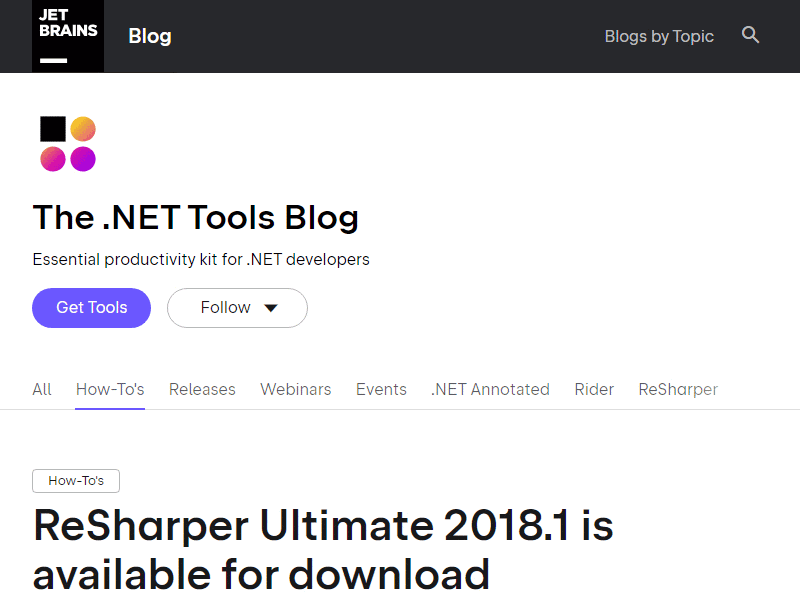 JET
BRAINS
Blog
Blogs by Topic
The .NET Tools Blog
Essential productivity kit for .NET developers
Get Tools
Follow
All How-To's Releases Webinars Events .NET Annotated Rider ReSharper
How-To's
ReSharper Ultimate 2018.1 is
available for download